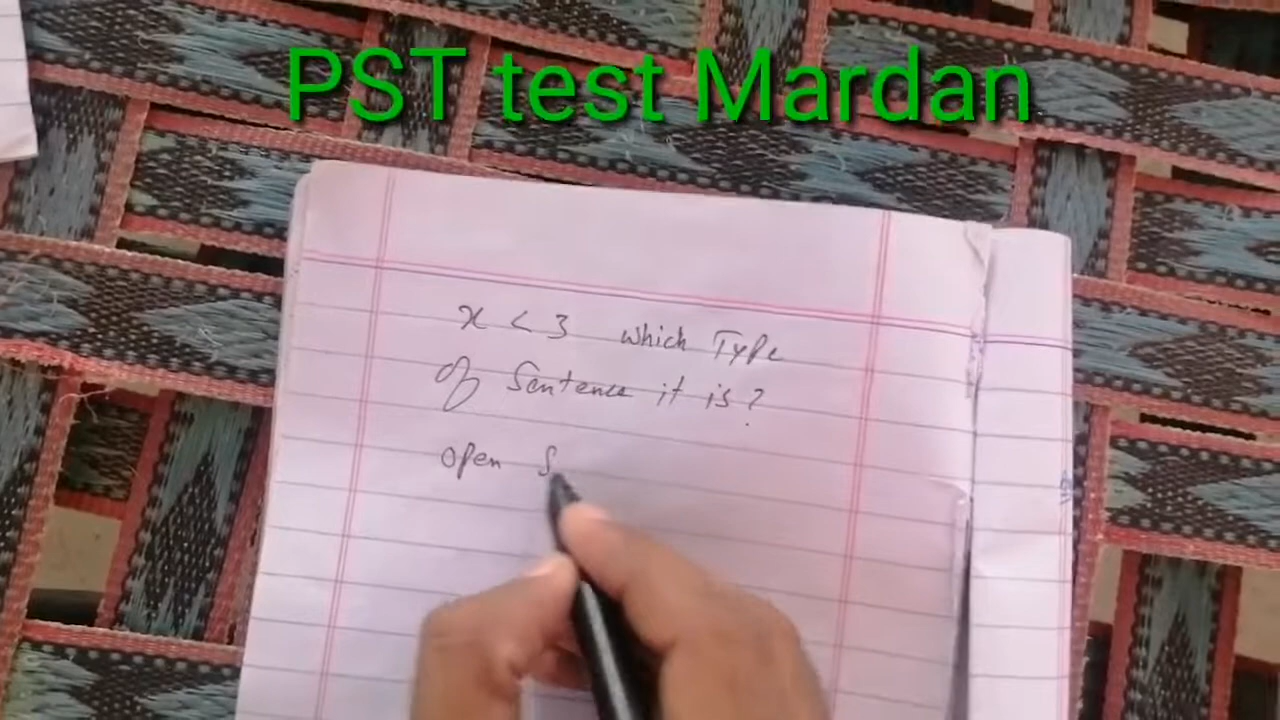 PST test Mardan
x < 3 which Type
of Sentence it is?
open S